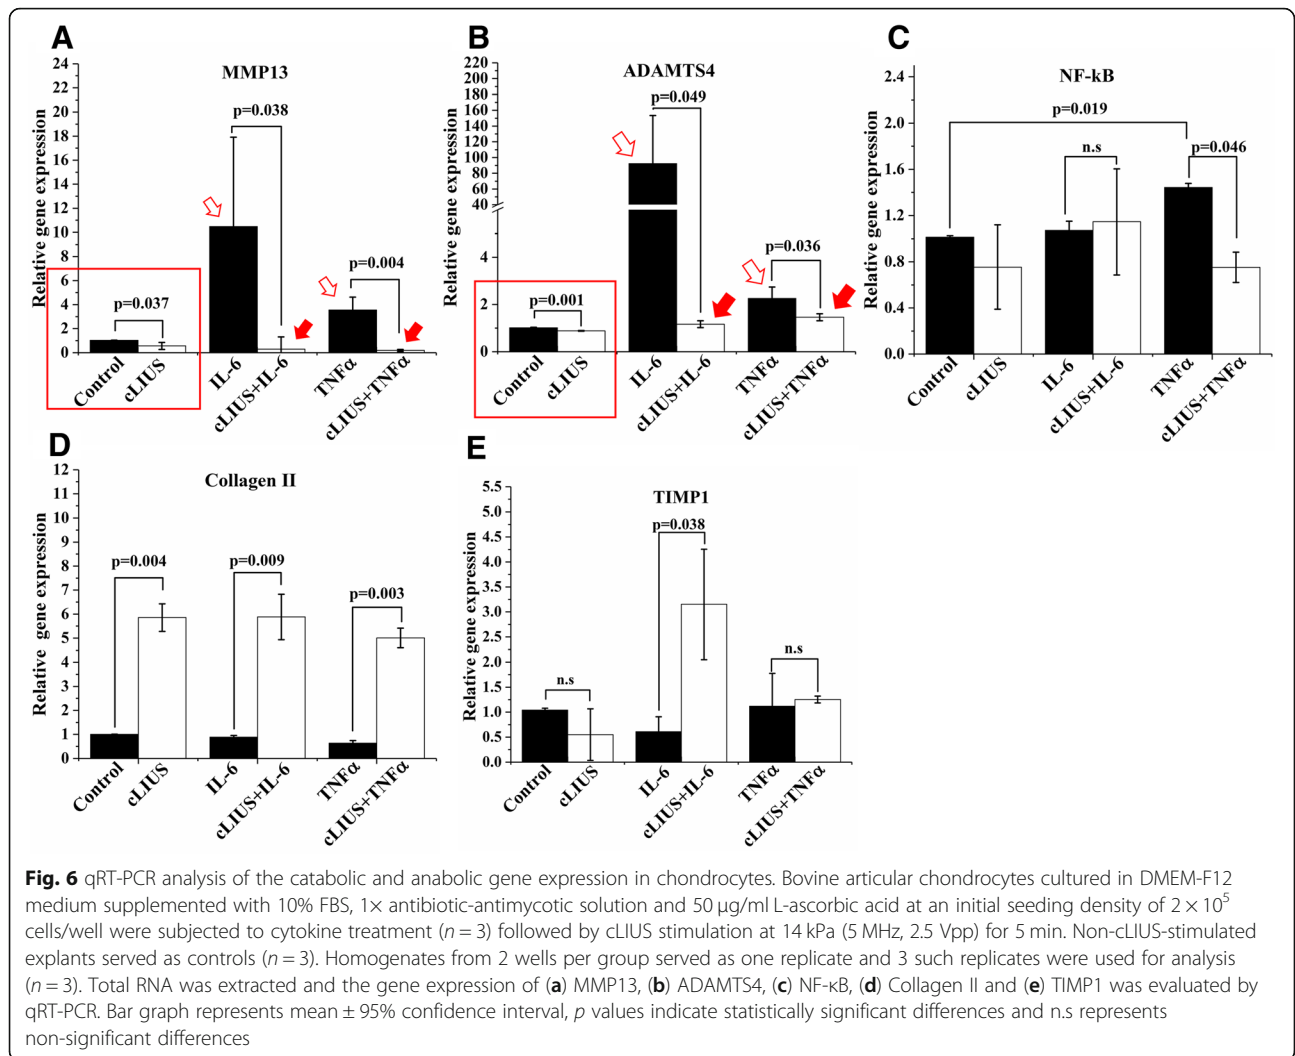 A
MMP13
Relative gene expression
24
22
20
18
16
14
12
10
8
6
4
2
0
p=0.038
p=0.004
p=0.037
Control
cLIUS
IL-6
cLIUS+IL-6
TNFα
cLIUS+TNFα
B
ADAMTS4
Relative gene expression
220
200
180
160
140
120
100
80
60
40
4
2
0
p=0.049
p=0.036
p=0.001
Control
cLIUS
IL-6
cLIUS+IL-6
TNFα
cLIUS+TNFα
C
NF-kB
Relative gene expression
2.4
2.0
1.6
1.2
0.8
0.4
0.0
p=0.019
n.s
p=0.046
Control
cLIUS
IL-6
cLIUS+IL-6
TNFα
cLIUS+TNFα
D
Collagen II
Relative gene expression
12
11
10
9
8
7
6
5
4
3
2
1
0
p=0.004
p=0.009
p=0.003
Control
cLIUS
IL-6
cLIUS+IL-6
TNFα
cLIUS+TNFα
E
TIMP1
Relative gene expression
5.5
5.0
4.5
4.0
3.5
3.0
2.5
2.0
1.5
1.0
0.5
0.0
p=0.038
n.s
n.s
Control
cLIUS
IL-6
cLIUS+IL-6
TNFα
cLIUS+TNFα
Fig. 6 qRT-PCR analysis of the catabolic and anabolic gene expression in chondrocytes. Bovine articular chondrocytes cultured in DMEM-F12
medium supplemented with 10% FBS, 1× antibiotic-antimycotic solution and 50 μg/ml L-ascorbic acid at an initial seeding density of 2 × 10⁵
cells/well were subjected to cytokine treatment (n = 3) followed by cLIUS stimulation at 14 kPa (5 MHz, 2.5 Vpp) for 5 min. Non-cLIUS-stimulated
explants served as controls (n = 3). Homogenates from 2 wells per group served as one replicate and 3 such replicates were used for analysis
(n = 3). Total RNA was extracted and the gene expression of (a) MMP13, (b) ADAMTS4, (c) NF-κB, (d) Collagen II and (e) TIMP1 was evaluated by
qRT-PCR. Bar graph represents mean ± 95% confidence interval, p values indicate statistically significant differences and n.s represents
non-significant differences